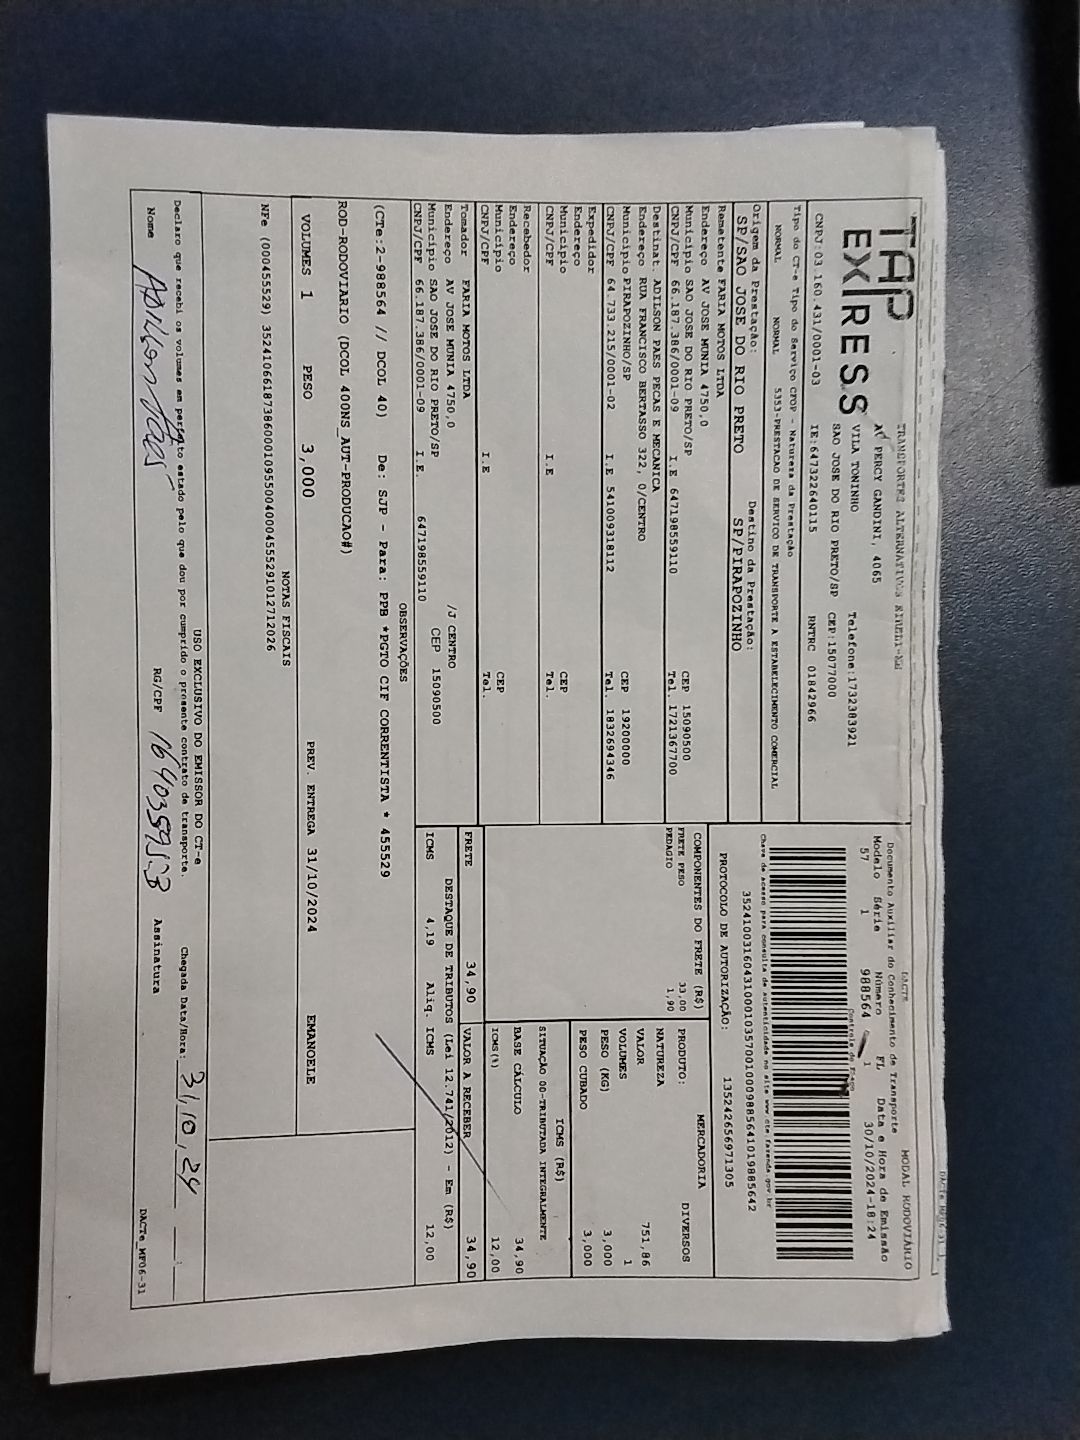 TAP
EXPRESS
TRANSPORTES ALTERNATIVOS EIRELI-ME
AV PERCY GANDINI, 4065
VILA TONINHO
SAO JOSE DO RIO PRETO/SP
Telefone:1732383921
CEP:15077000
CNPJ:03.160.431/0001-03 IE:647322640115 RNTRC 01842966
Tipo do CT-e Tipo do Serviço CFOP - Natureza da Prestação
NORMAL NORMAL 5353-PRESTACAO DE SERVICO DE TRANSPORTE A ESTABELECIMENTO COMERCIAL
Origem da Prestação: Destino da Prestação:
SP/SAO JOSE DO RIO PRETO SP/PIRAPOZINHO
Remetente FARIA MOTOS LTDA
Endereço AV JOSE MUNIA 4750,0
Município SAO JOSE DO RIO PRETO/SP CEP 15090500
CNPJ/CPF 66.187.386/0001-09 I.E 647198559110 Tel. 1721367700
Destinat. ADILSON PAES PECAS E MECANICA
Endereço RUA FRANCISCO BERTASSO 322, 0/CENTRO
Município PIRAPOZINHO/SP CEP 19200000
CNPJ/CPF 64.733.215/0001-02 I.E 541009318112 Tel. 1832694346
Expedidor
Endereço
Município CEP
CNPJ/CPF I.E Tel.
Recebedor
Endereço
Município CEP
CNPJ/CPF I.E Tel.
Tomador FARIA MOTOS LTDA
Endereço AV JOSE MUNIA 4750,0 /J CENTRO
Município SAO JOSE DO RIO PRETO/SP CEP 15090500
CNPJ/CPF 66.187.386/0001-09 I.E. 647198559110
DACTE MODAL RODOVIÁRIO
Documento Auxiliar do Conhecimento de Transporte
Modelo Série Número FL Data e Hora de Emissão
57 1 988564 1 30/10/2024-18:24
Controle do Fisco
Chave de acesso para consulta de autenticidade no site www.cte.fazenda.gov.br
35241003160431000103570010009885641019885642
PROTOCOLO DE AUTORIZAÇÃO: 135242656971305
COMPONENTES DO FRETE (R$)
FRETE PESO 33,00
PEDAGIO 1,90
MERCADORIA
PRODUTO: DIVERSOS
NATUREZA
VALOR 751,86
VOLUMES 1
PESO (KG) 3,000
PESO CUBADO 3,000
ICMS (R$)
SITUAÇÃO 00-TRIBUTADA INTEGRALMENTE
BASE CÁLCULO 34,90
ICMS(%) 12,00
FRETE 34,90 VALOR A RECEBER 34,90
DESTAQUE DE TRIBUTOS (Lei 12.741/2012) - Em (R$)
ICMS 4,19 Alíq. ICMS 12,00
OBSERVAÇÕES
(CTe:2-988564 // DCOL 40) De: SJP - Para: PPB *PGTO CIF CORRENTISTA * 455529
ROD-RODOVIARIO (DCOL 400NS_AUT-PRODUCAO#)
VOLUMES 1 PESO 3,000 PREV. ENTREGA 31/10/2024 EMANOELE
NOTAS FISCAIS
NFe (000455529) 35241066187386000109550040004555291012712026
USO EXCLUSIVO DO EMISSOR DO CT-e
Declaro que recebi os volumes em perfeito estado pelo que dou por cumprido o presente contrato de transporte. Chegada Data/Hora: 31,10,24
Nome Adilson Paes RG/CPF Assinatura
DACTe_MF06-31